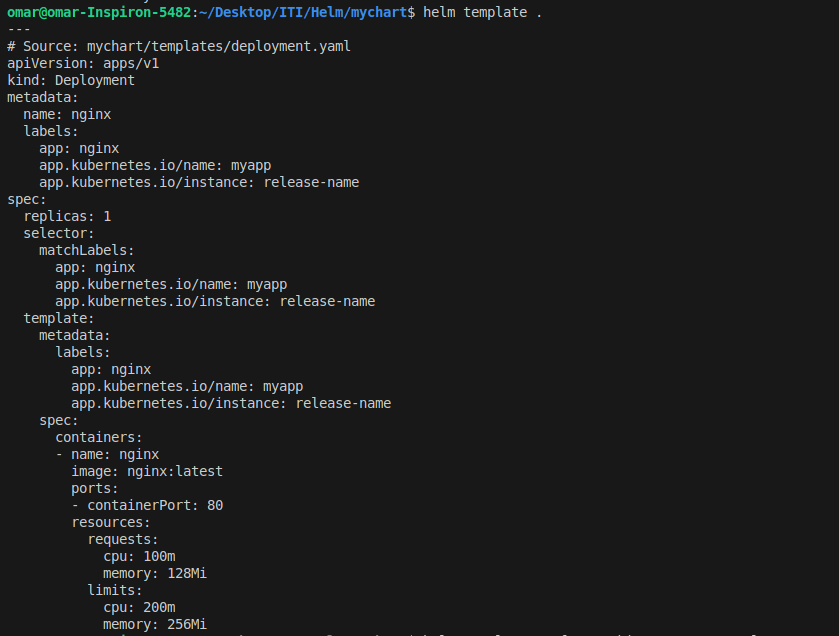 omar@omar-Inspiron-5482:~/Desktop/ITI/Helm/mychart$ helm template .
---
# Source: mychart/templates/deployment.yaml
apiVersion: apps/v1
kind: Deployment
metadata:
  name: nginx
  labels:
    app: nginx
    app.kubernetes.io/name: myapp
    app.kubernetes.io/instance: release-name
spec:
  replicas: 1
  selector:
    matchLabels:
      app: nginx
      app.kubernetes.io/name: myapp
      app.kubernetes.io/instance: release-name
  template:
    metadata:
      labels:
        app: nginx
        app.kubernetes.io/name: myapp
        app.kubernetes.io/instance: release-name
    spec:
      containers:
      - name: nginx
        image: nginx:latest
        ports:
        - containerPort: 80
        resources:
          requests:
            cpu: 100m
            memory: 128Mi
          limits:
            cpu: 200m
            memory: 256Mi